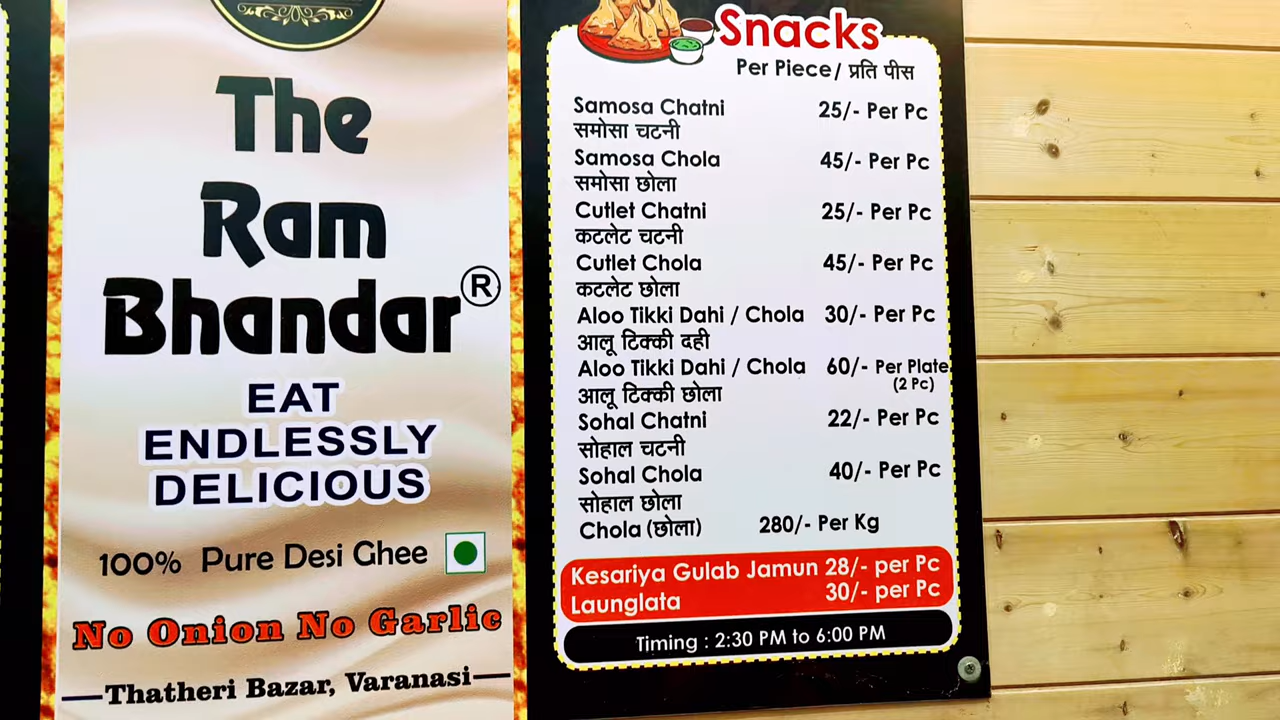 The
Ram
Bhandar®
EAT
ENDLESSLY
DELICIOUS
100% Pure Desi Ghee
No Onion No Garlic
Thatheri Bazar, Varanasi
Snacks
Per Piece/ प्रति पीस
Samosa Chatni 25/- Per Pc
समोसा चटनी
Samosa Chola 45/- Per Pc
समोसा छोला
Cutlet Chatni 25/- Per Pc
कटलेट चटनी
Cutlet Chola 45/- Per Pc
कटलेट छोला
Aloo Tikki Dahi / Chola 30/- Per Pc
आलू टिक्की दही
Aloo Tikki Dahi / Chola 60/- Per Plate
(2 Pc)
आलू टिक्की छोला
Sohal Chatni 22/- Per Pc
सोहाल चटनी
Sohal Chola 40/- Per Pc
सोहाल छोला
Chola (छोला) 280/- Per Kg
Kesariya Gulab Jamun 28/- per Pc
Launglata 30/- per Pc
Timing : 2:30 PM to 6:00 PM